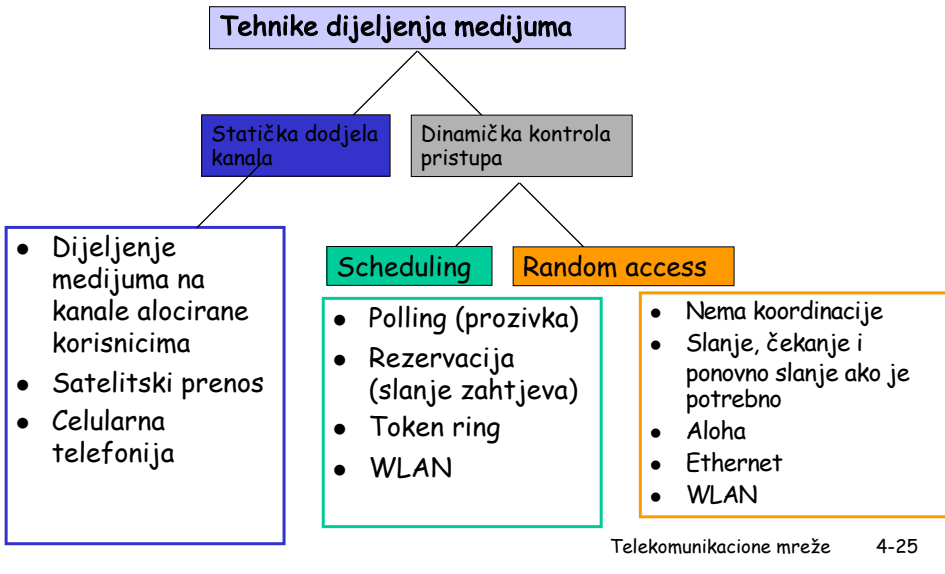 Tehnike dijeljenja medijuma
Statička dodjela
kanala
Dinamička kontrola
pristupa
● Dijeljenje
medijuma na
kanale alocirane
korisnicima
● Satelitski prenos
● Celularna
telefonija
Scheduling
● Polling (prozivka)
● Rezervacija
(slanje zahtjeva)
● Token ring
● WLAN
Random access
● Nema koordinacije
● Slanje, čekanje i
ponovno slanje ako je
potrebno
● Aloha
● Ethernet
● WLAN
Telekomunikacione mreže 4-25